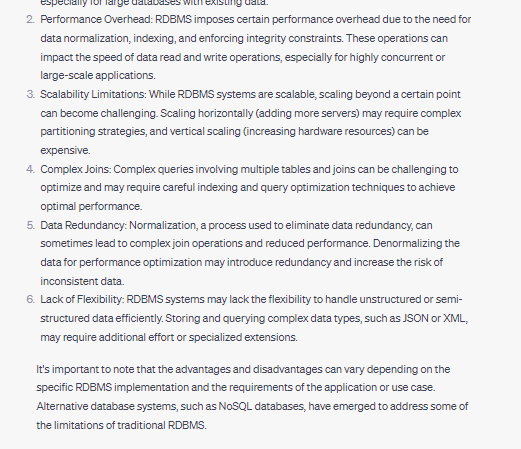 especially for large databases with existing data.
2. Performance Overhead: RDBMS imposes certain performance overhead due to the need for
data normalization, indexing, and enforcing integrity constraints. These operations can
impact the speed of data read and write operations, especially for highly concurrent or
large-scale applications.
3. Scalability Limitations: While RDBMS systems are scalable, scaling beyond a certain point
can become challenging. Scaling horizontally (adding more servers) may require complex
partitioning strategies, and vertical scaling (increasing hardware resources) can be
expensive.
4. Complex Joins: Complex queries involving multiple tables and joins can be challenging to
optimize and may require careful indexing and query optimization techniques to achieve
optimal performance.
5. Data Redundancy: Normalization, a process used to eliminate data redundancy, can
sometimes lead to complex join operations and reduced performance. Denormalizing the
data for performance optimization may introduce redundancy and increase the risk of
inconsistent data.
6. Lack of Flexibility: RDBMS systems may lack the flexibility to handle unstructured or semi-
structured data efficiently. Storing and querying complex data types, such as JSON or XML,
may require additional effort or specialized extensions.
It's important to note that the advantages and disadvantages can vary depending on the
specific RDBMS implementation and the requirements of the application or use case.
Alternative database systems, such as NoSQL databases, have emerged to address some of
the limitations of traditional RDBMS.